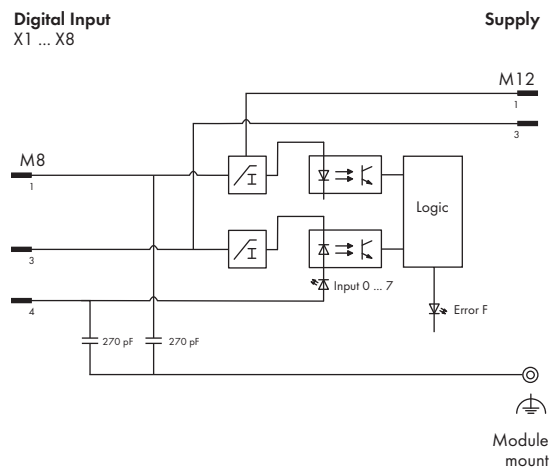 Digital Input
X1 ... X8
Supply
M12
1
3
M8
1
3
4
I
I
Logic
Input 0 ... 7
Error F
270 pF
270 pF
Module
mount